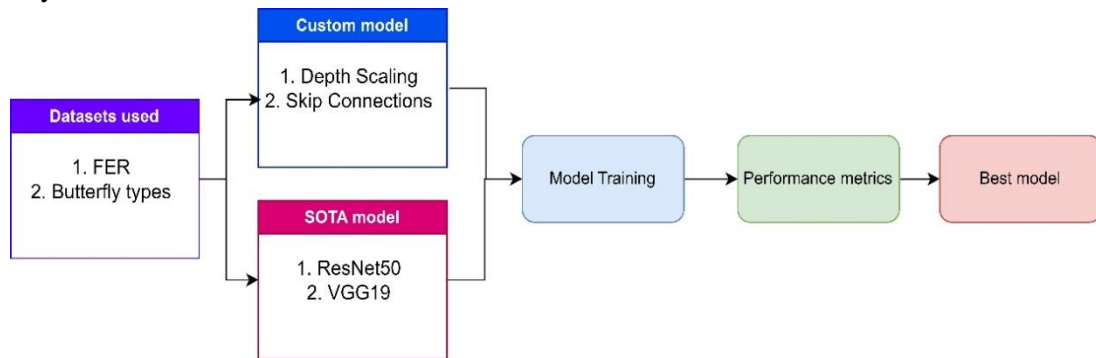 Custom model
1. Depth Scaling
2. Skip Connections
Datasets used
1. FER
2. Butterfly types
SOTA model
1. ResNet50
2. VGG19
Model Training
Performance metrics
Best model